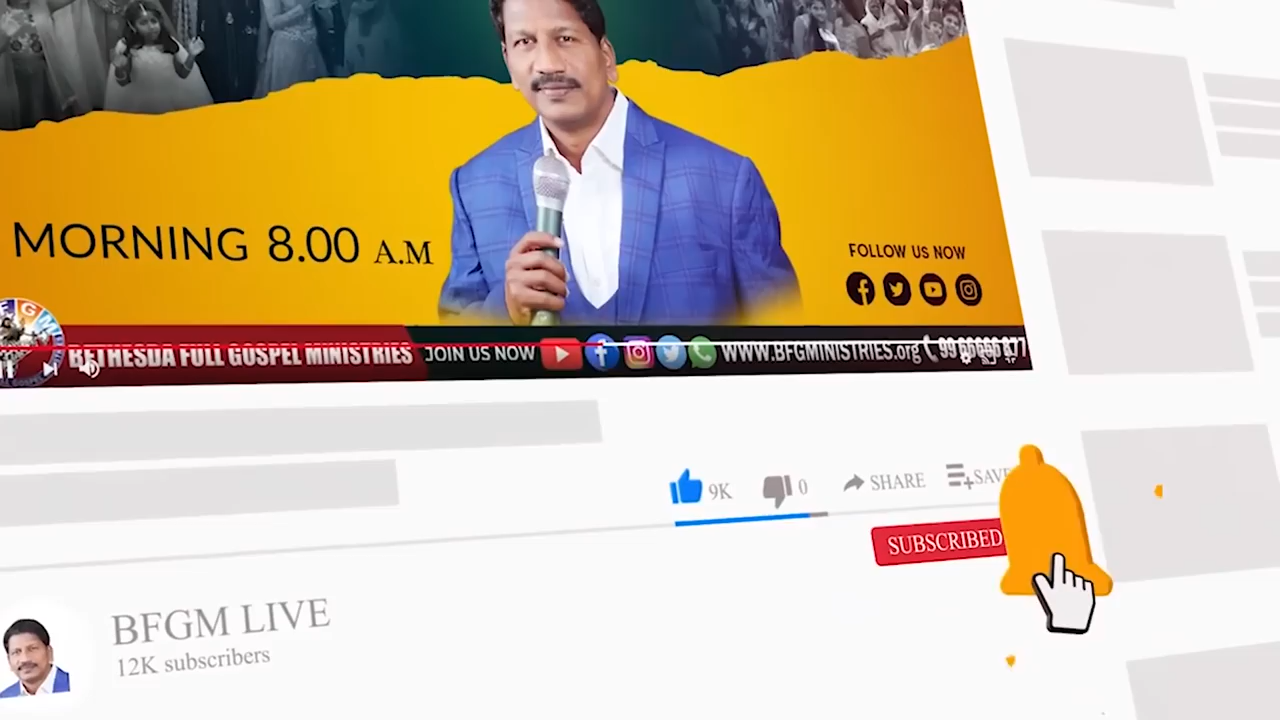 MORNING 8.00 A.M
FOLLOW US NOW
BETHESDA FULL GOSPEL MINISTRIES JOIN US NOW WWW.BFGMINISTRIES.org
9K 0 SHARE SAVE
SUBSCRIBED
BFGM LIVE
12K subscribers